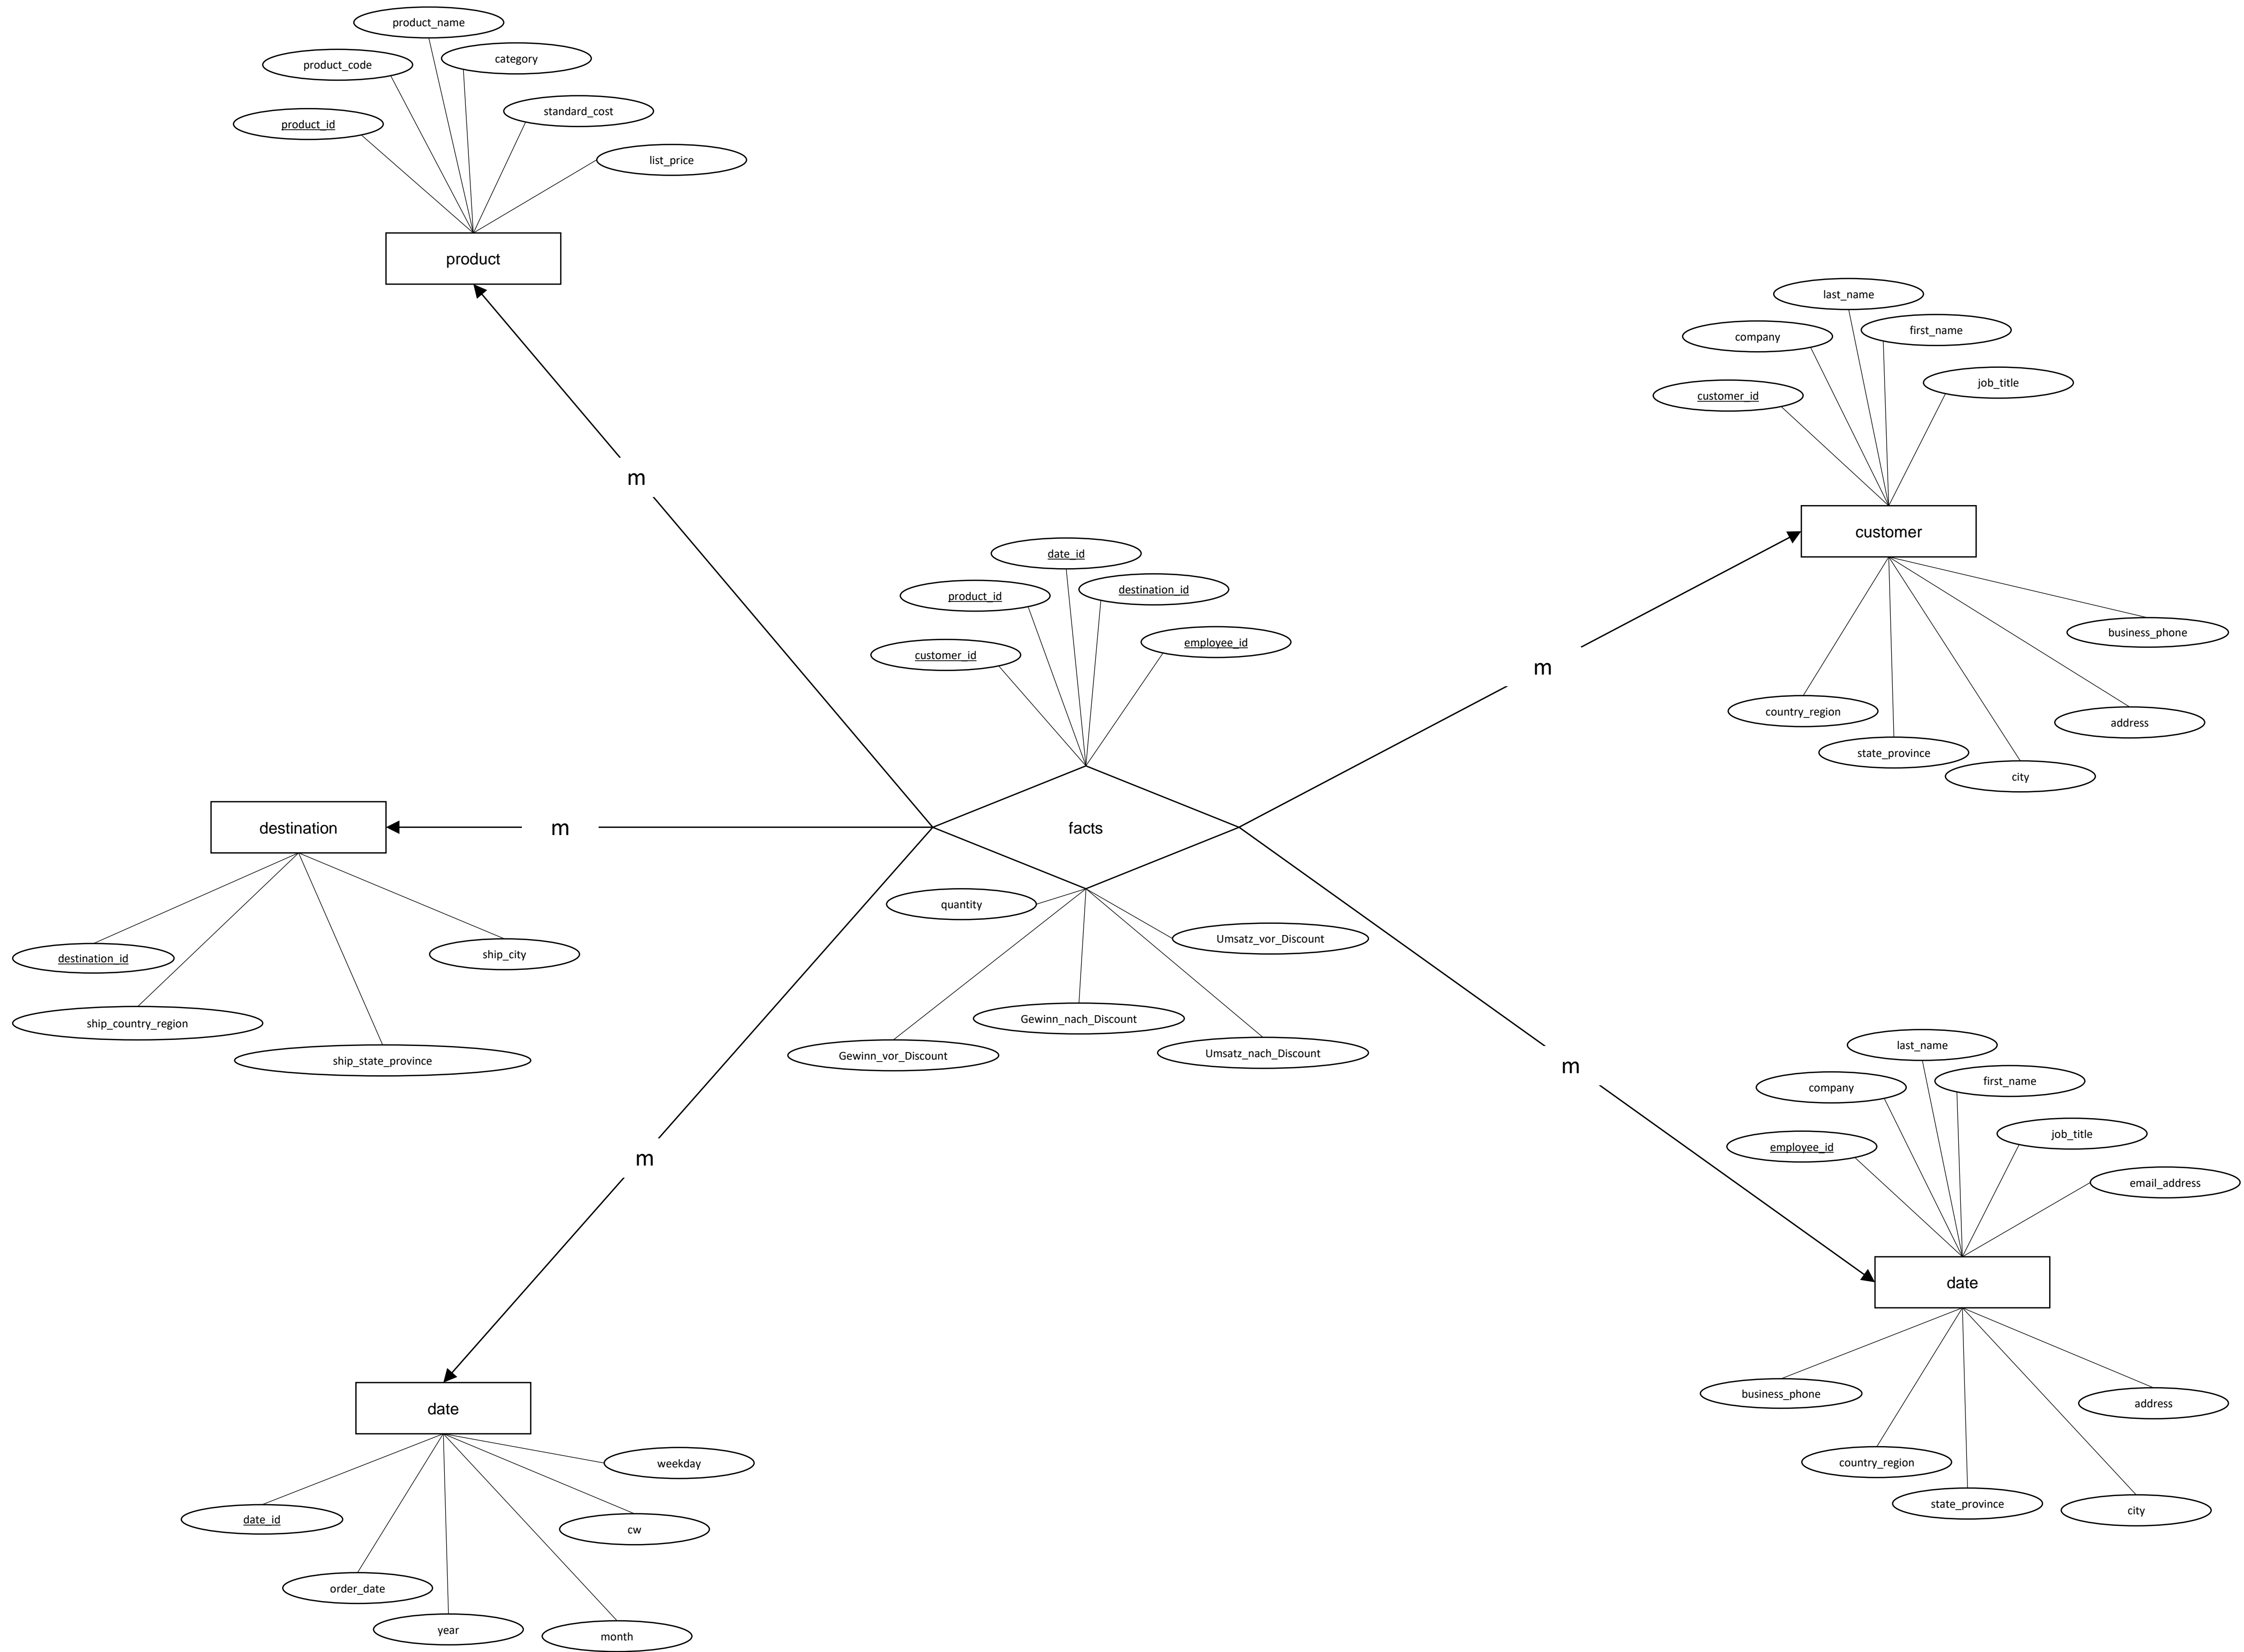 product_name
product_code
category
product_id
standard_cost
list_price
product
m
last_name
company
first_name
customer_id
job_title
customer
business_phone
country_region
address
state_province
city
m
date_id
product_id
destination_id
customer_id
employee_id
facts
quantity
Umsatz_vor_Discount
Gewinn_nach_Discount
Gewinn_vor_Discount
Umsatz_nach_Discount
destination
m
destination_id
ship_city
ship_country_region
ship_state_province
m
m
last_name
company
first_name
employee_id
job_title
email_address
date
business_phone
address
country_region
state_province
city
date
weekday
date_id
cw
order_date
year
month